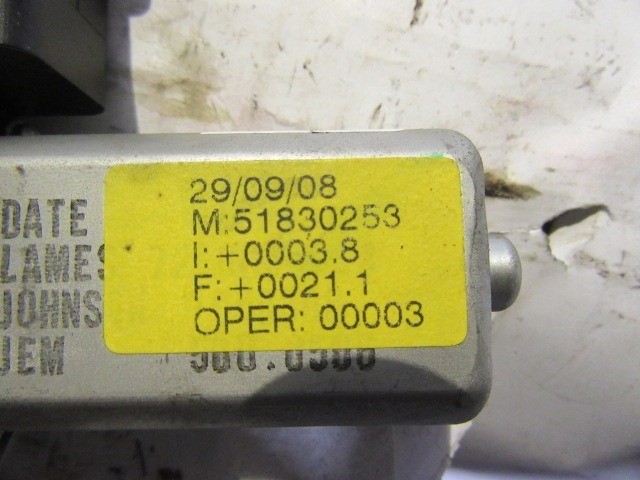 29/09/08
DATE M:51830253
LAMES I:+0003.8
JOHNS F:+0021.1
OPER: 00003
JEM